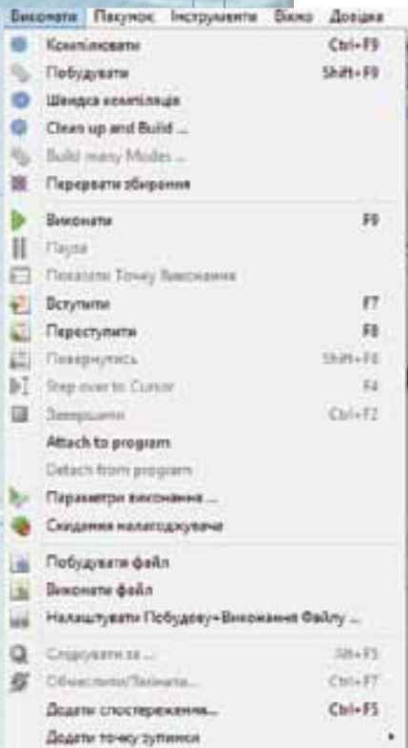 Виконати Пакунок Інструменти Вікно Довідка
Компілювати Ctrl+F9
Побудувати Shift+F9
Швидка компіляція
Clean up and Build ...
Build many Modes ...
Перервати збирання
Виконати F9
Пауза
Показати Точку Виконання
Вступити F7
Переступити F8
Повернутись Shift+F8
Step over to Cursor F4
Завершити Ctrl+F2
Attach to program
Detach from program
Параметри виконання ...
Скидання налагоджувача
Побудувати файл
Виконати файл
Налаштувати Побудову+Виконання Файлу ...
Слідкувати за ... Alt+F5
Обчислити/Змінити... Ctrl+F7
Додати спостереження... Ctrl+F5
Додати точку зупинки